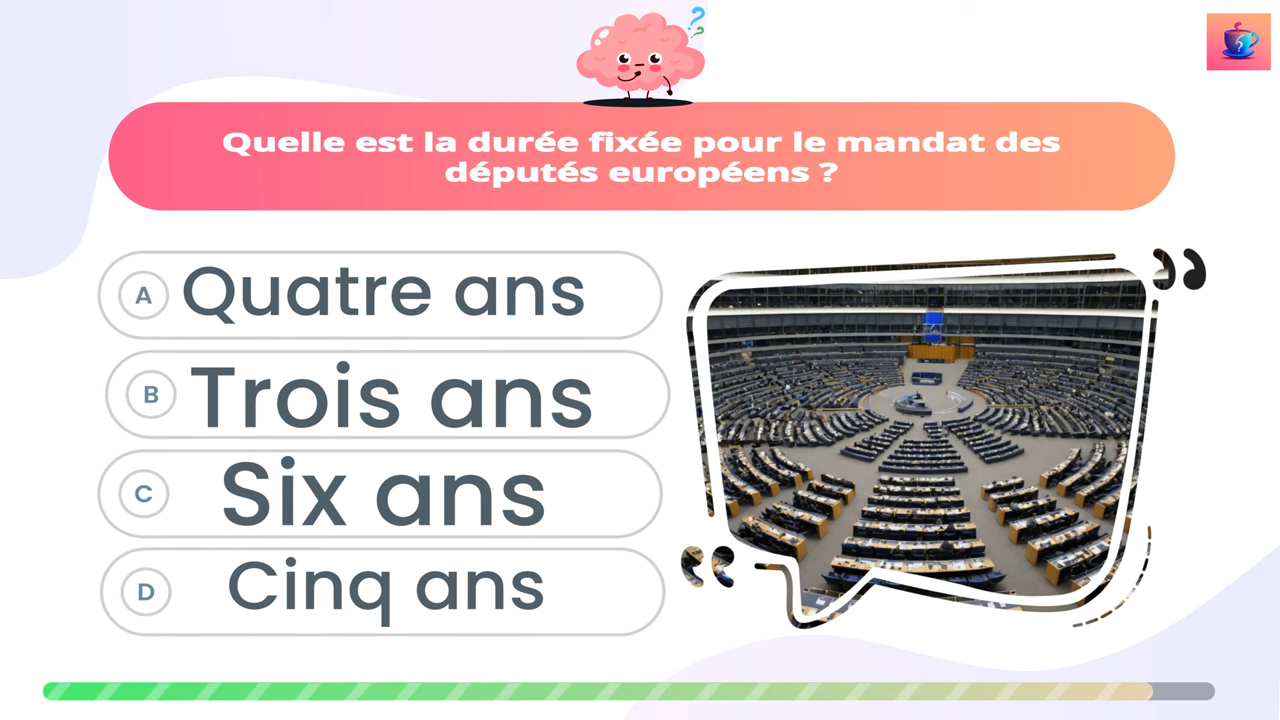 Quelle est la durée fixée pour le mandat des
députés européens ?
A Quatre ans
B Trois ans
C Six ans
D Cinq ans